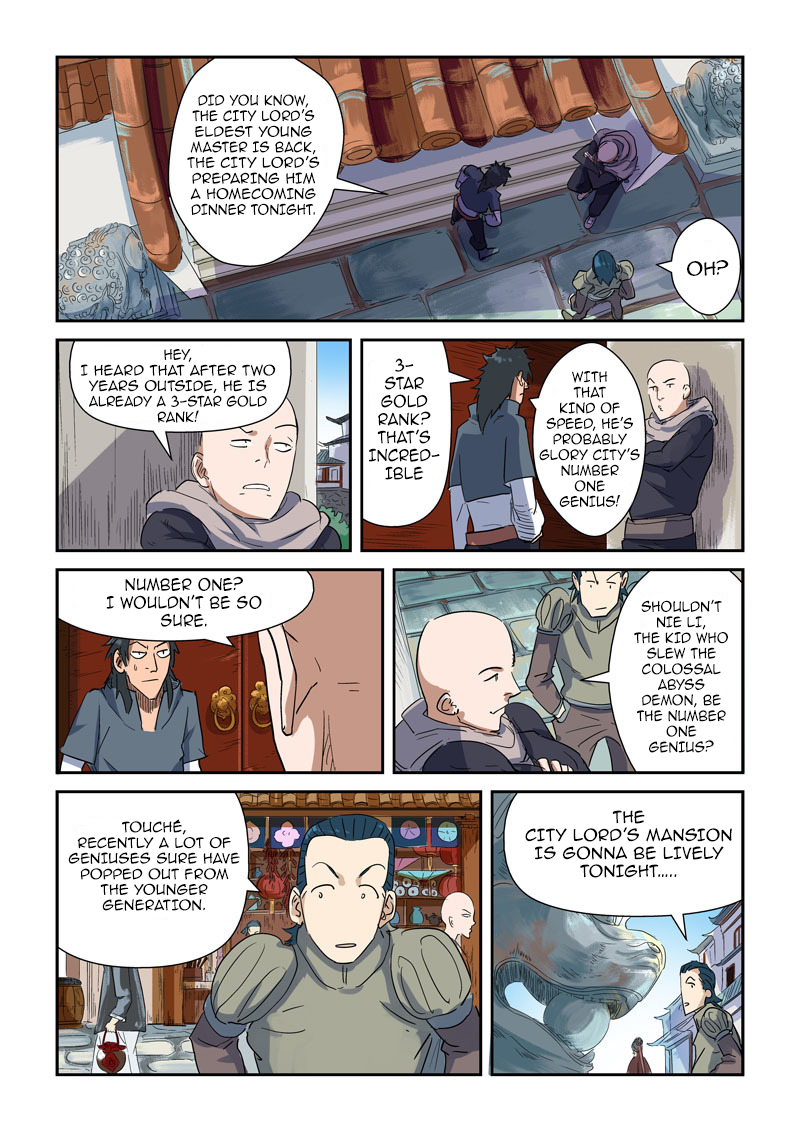 DID YOU KNOW,
THE CITY LORD'S
ELDEST YOUNG
MASTER IS BACK,
THE CITY LORD'S
PREPARING HIM
A HOMECOMING
DINNER TONIGHT.
OH?
HEY,
I HEARD THAT AFTER TWO
YEARS OUTSIDE, HE IS
ALREADY A 3-STAR GOLD
RANK!
3-
STAR
GOLD
RANK?
THAT'S
INCRED-
IBLE
WITH
THAT
KIND OF
SPEED, HE'S
PROBABLY
GLORY CITY'S
NUMBER
ONE
GENIUS!
NUMBER ONE?
I WOULDN'T BE SO
SURE.
SHOULDN'T
NIE LI,
THE KID WHO
SLEW THE
COLOSSAL
ABYSS
DEMON, BE
THE NUMBER
ONE
GENIUS?
TOUCHÉ,
RECENTLY A LOT OF
GENIUSES SURE HAVE
POPPED OUT FROM
THE YOUNGER
GENERATION.
THE
CITY LORD'S MANSION
IS GONNA BE LIVELY
TONIGHT.....